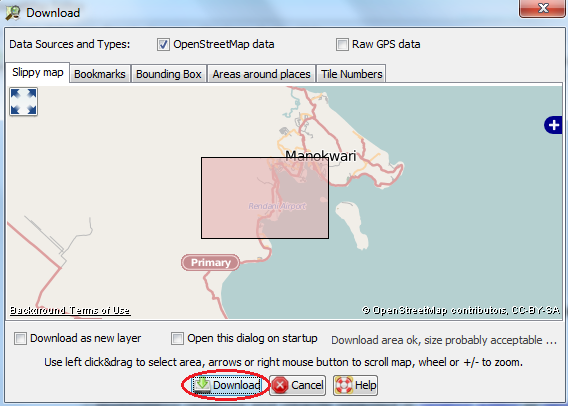 Download
Data Sources and Types: OpenStreetMap data Raw GPS data
Slippy map Bookmarks Bounding Box Areas around places Tile Numbers
Manokwari
Rendani Airport
Primary
Background Terms of Use © OpenStreetMap contributors, CC-BY-SA
Download as new layer Open this dialog on startup Download area ok, size probably acceptable ...
Use left click&drag to select area, arrows or right mouse button to scroll map, wheel or +/- to zoom.
Download Cancel Help